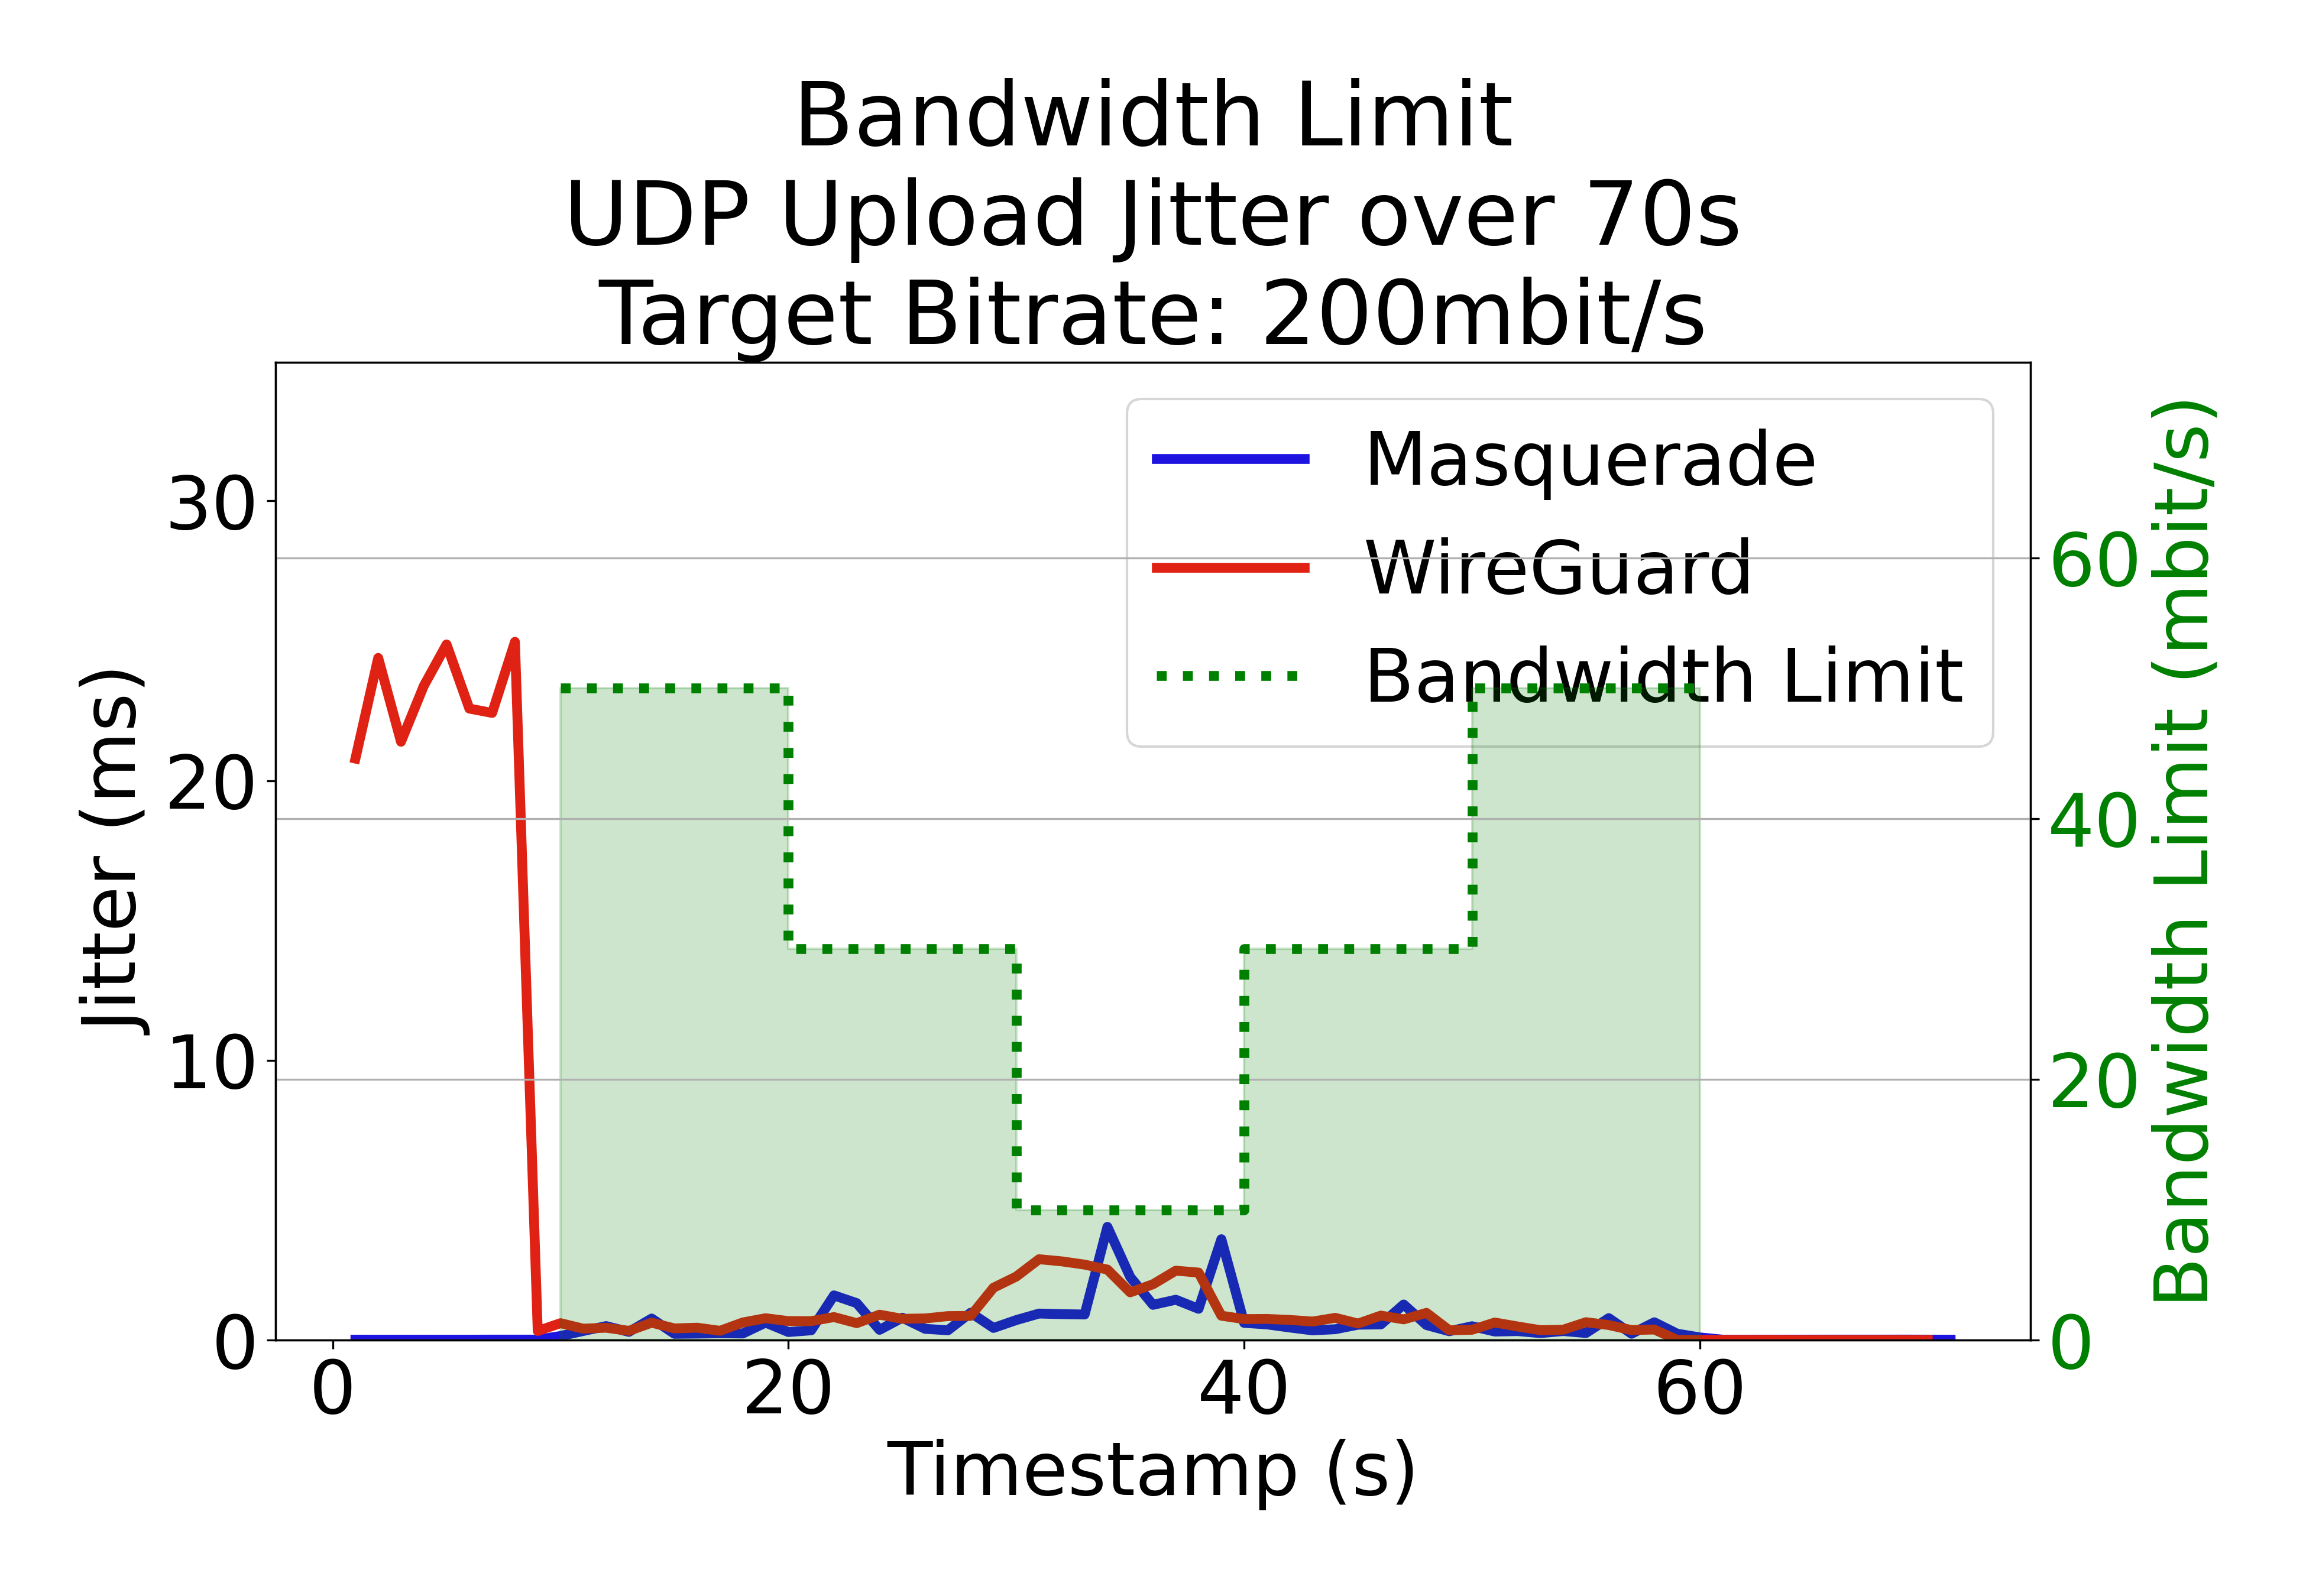 Bandwidth Limit
UDP Upload Jitter over 70s
Target Bitrate: 200mbit/s
Masquerade
WireGuard
Bandwidth Limit
Jitter (ms)
30
20
10
0
Bandwidth Limit (mbit/s)
60
40
20
0
0
20
40
60
Timestamp (s)